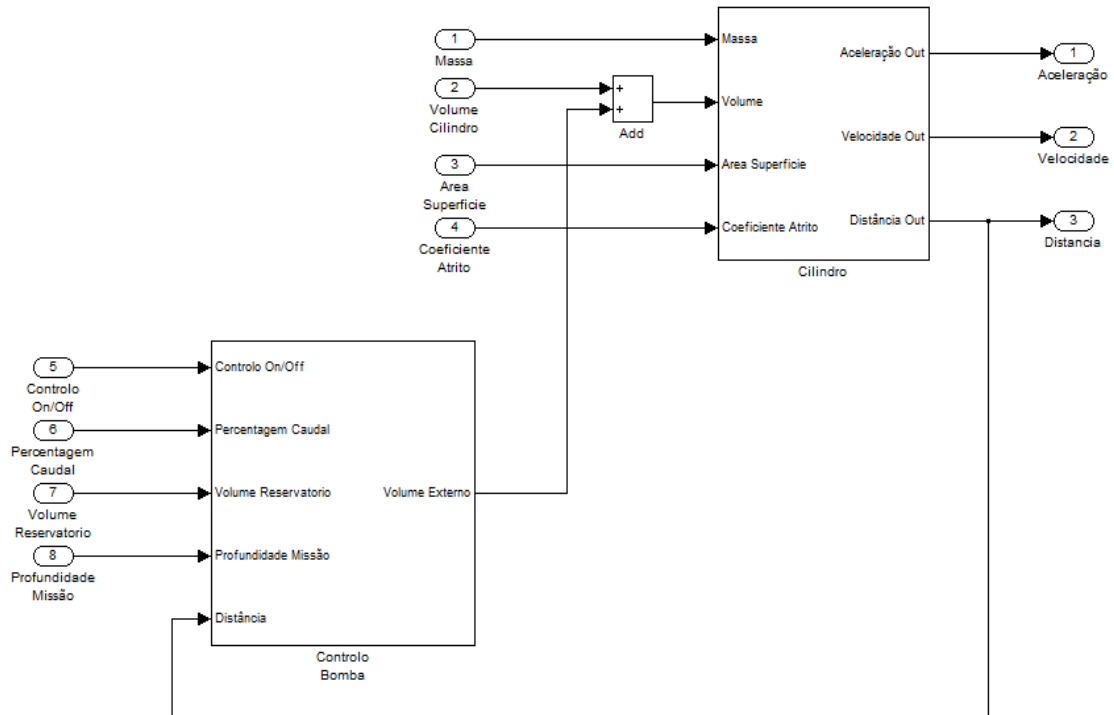 1
Massa
2
Volume
Cilindro
3
Area
Superficie
4
Coeficiente
Atrito
+
+
Add
Massa
Volume
Area Superficie
Coeficiente Atrito
Aceleração Out
Velocidade Out
Distância Out
Cilindro
1
Aceleração
2
Velocidade
3
Distancia
5
Controlo
On/Off
6
Percentagem
Caudal
7
Volume
Reservatorio
8
Profundidade
Missão
Controlo On/Off
Percentagem Caudal
Volume Reservatorio
Profundidade Missão
Distância
Volume Externo
Controlo
Bomba